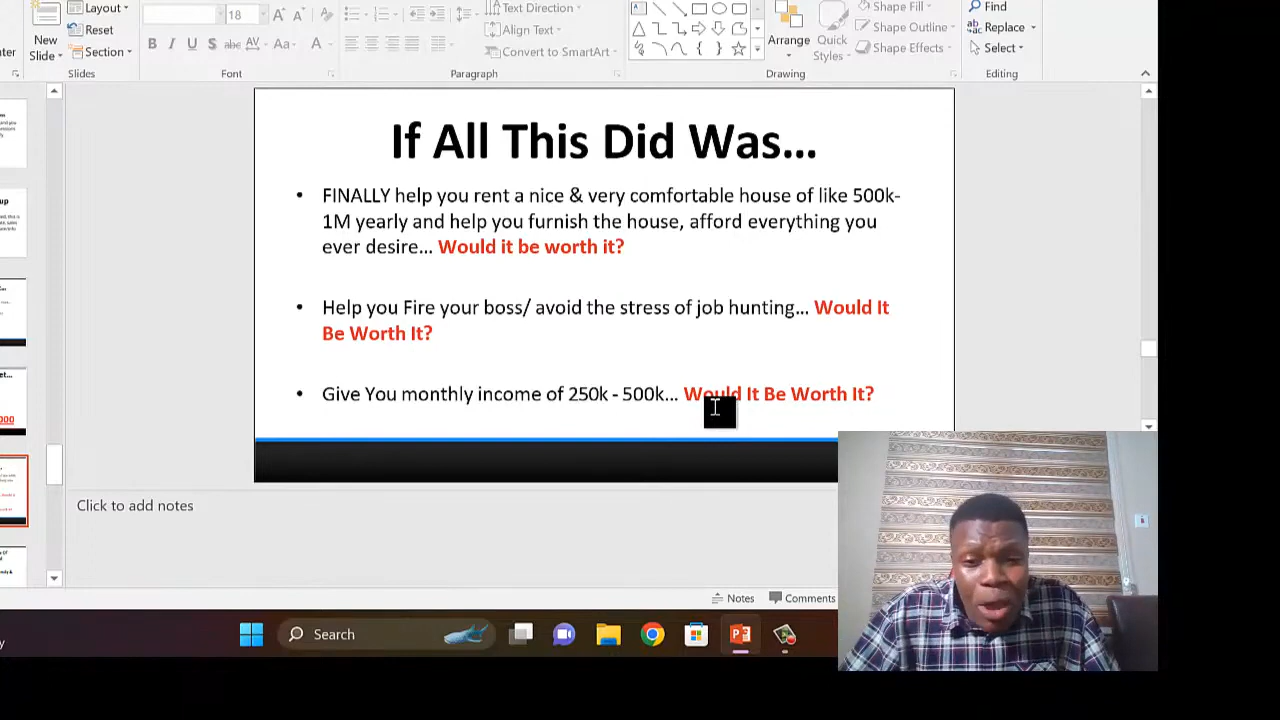 Layout
Text Direction
18
Shape Fill
Find
Reset
Align Text
Shape Outline
Replace
New
Slide
Section
B I U S abc AV Aa A
Convert to SmartArt
Arrange
Quick
Styles
Shape Effects
Select
Slides
Font
Paragraph
Drawing
Editing
If All This Did Was...
• FINALLY help you rent a nice & very comfortable house of like 500k-
1M yearly and help you furnish the house, afford everything you
ever desire... Would it be worth it?
• Help you Fire your boss/ avoid the stress of job hunting... Would It
Be Worth It?
• Give You monthly income of 250k - 500k... Would It Be Worth It?
Click to add notes
Notes
Comments
Search